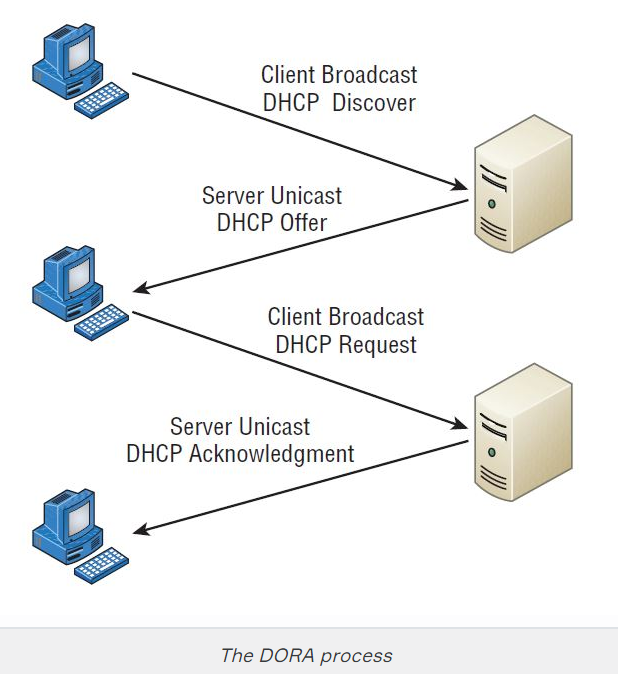 Client Broadcast
DHCP Discover
Server Unicast
DHCP Offer
Client Broadcast
DHCP Request
Server Unicast
DHCP Acknowledgment
The DORA process